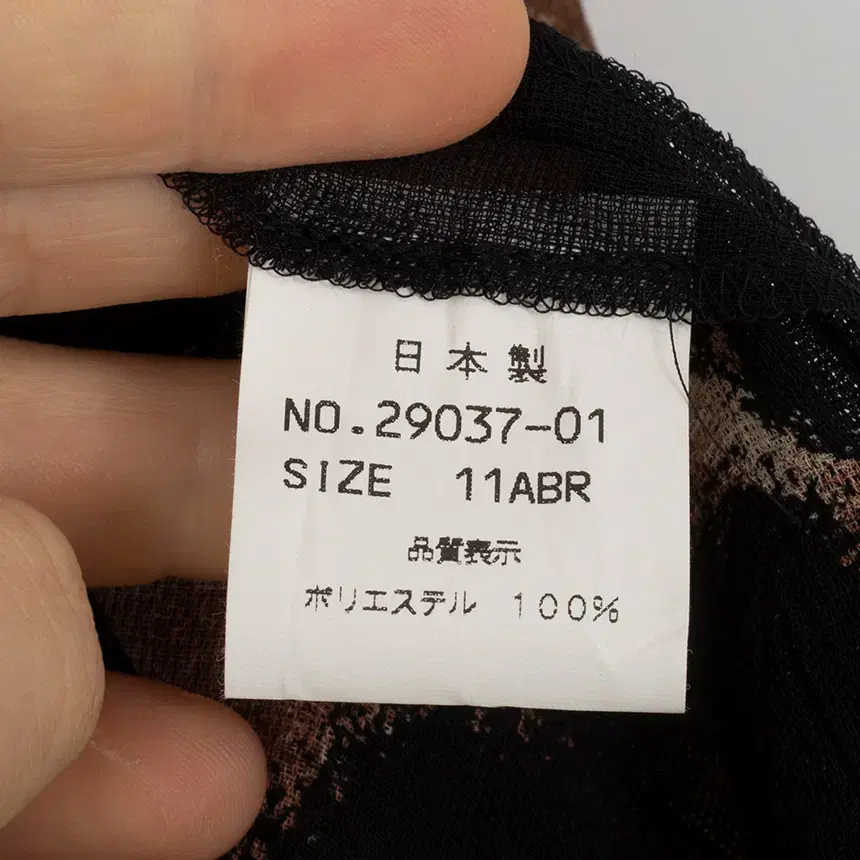 日本製
NO.29037-01
SIZE 11ABR
品質表示
ポリエステル 100%